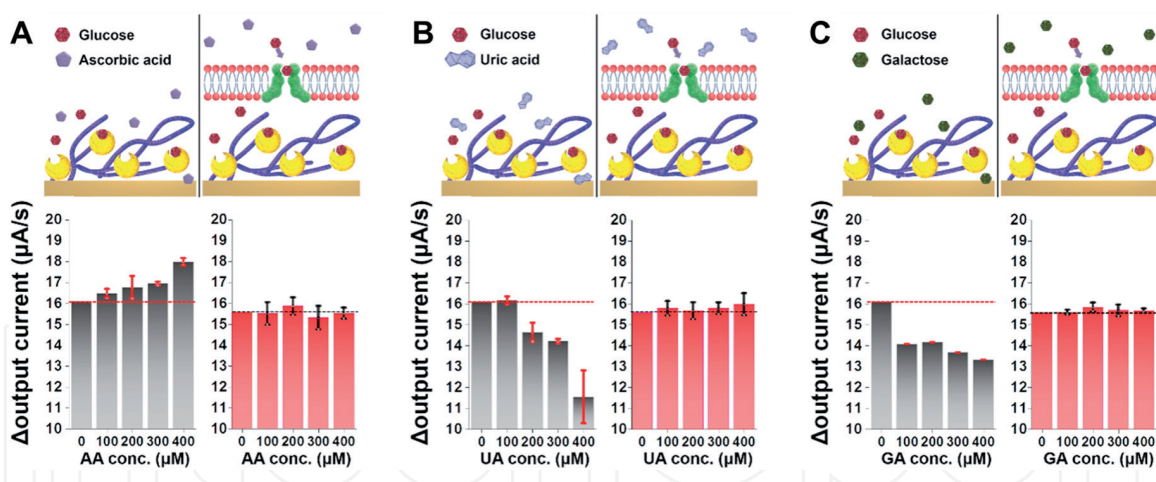 A
Glucose
Ascorbic acid
Δoutput current (µA/s)
20
19
18
17
16
15
14
13
12
11
10
0 100 200 300 400
AA conc. (µM)
20
19
18
17
16
15
14
13
12
11
10
0 100 200 300 400
AA conc. (µM)
B
Glucose
Uric acid
Glucose
Δoutput current (µA/s)
20
19
18
17
16
15
14
13
12
11
10
0 100 200 300 400
UA conc. (µM)
20
19
18
17
16
15
14
13
12
11
10
0 100 200 300 400
UA conc. (µM)
C
Glucose
Galactose
Δoutput current (µA/s)
20
19
18
17
16
15
14
13
12
11
10
0 100 200 300 400
GA conc. (µM)
20
19
18
17
16
15
14
13
12
11
10
0 100 200 300 400
GA conc. (µM)